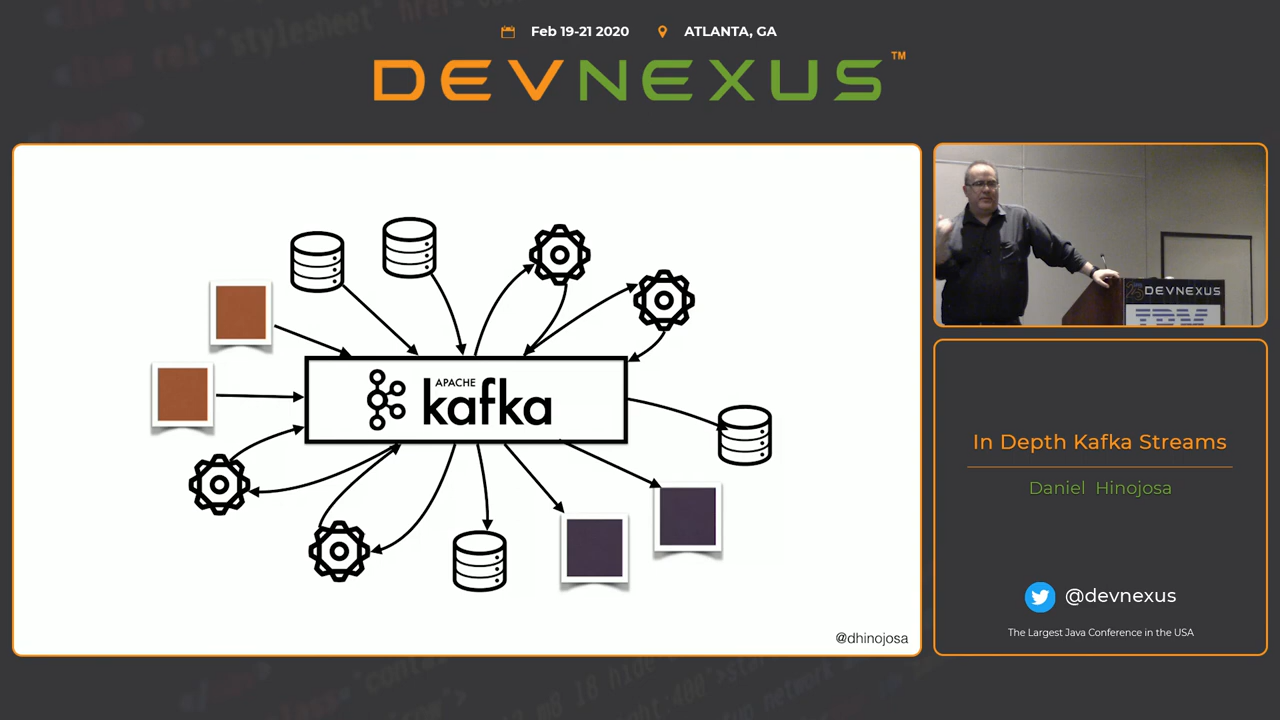 Feb 19-21 2020 ATLANTA, GA
DEVNEXUS™
APACHE
kafka
@dhinojosa
DEVNEXUS
IBM
In Depth Kafka Streams
Daniel Hinojosa
@devnexus
The Largest Java Conference in the USA